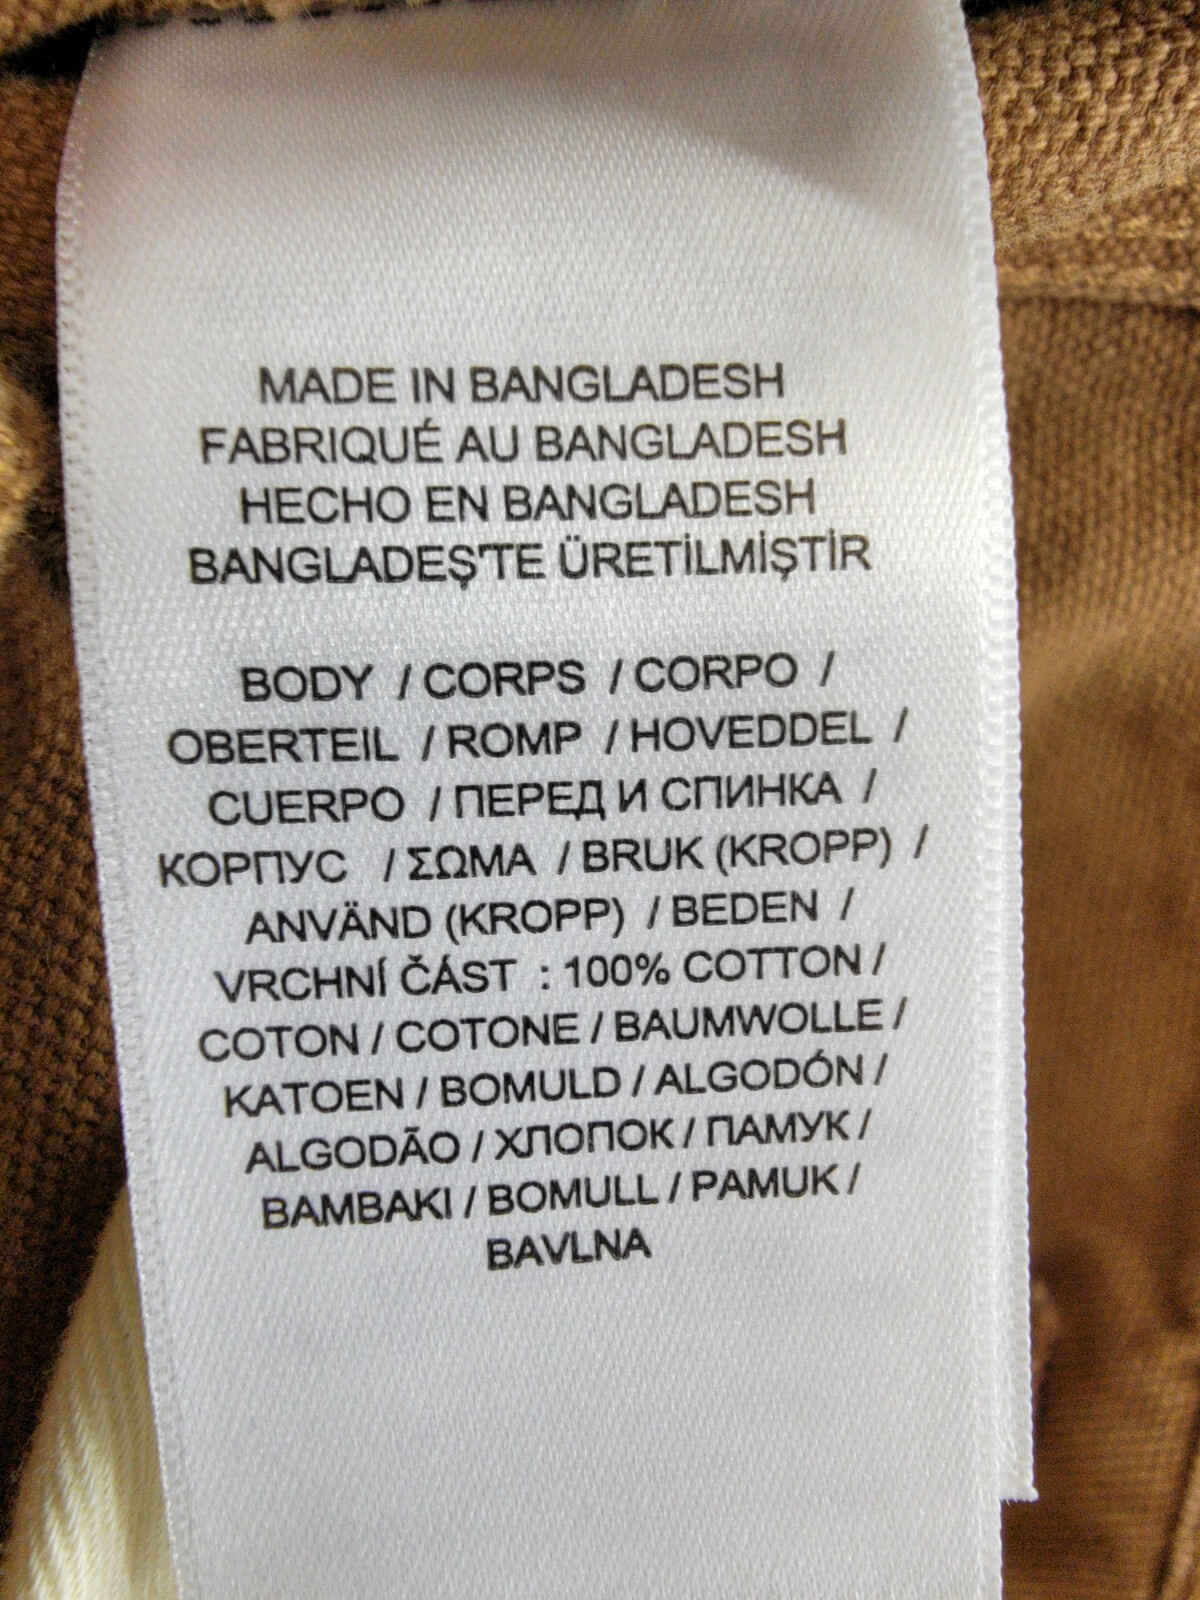 MADE IN BANGLADESH
FABRIQUÉ AU BANGLADESH
HECHO EN BANGLADESH
BANGLADEŞ'TE ÜRETİLMİŞTİR
BODY / CORPS / CORPO /
OBERTEIL / ROMP / HOVEDDEL /
CUERPO / ПЕРЕД И СПИНКА /
КОРПУС / ΣΩΜΑ / BRUK (KROPP) /
ANVÄND (KROPP) / BEDEN /
VRCHNÍ ČÁST : 100% COTTON /
COTON / COTONE / BAUMWOLLE /
KATOEN / BOMULD / ALGODÓN /
ALGODÃO / ХЛОПОК / ПАМУК /
BAMBAKI / BOMULL / PAMUK /
BAVLNA